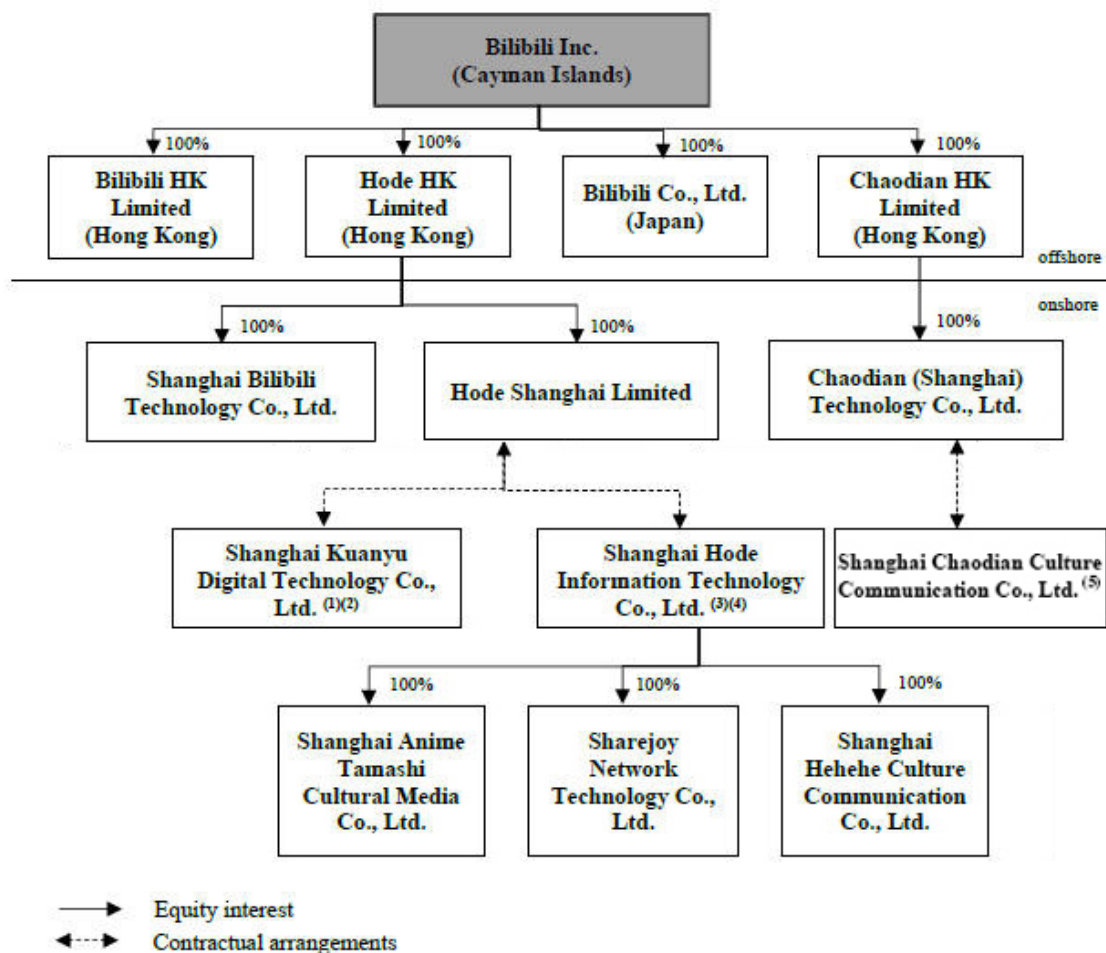 Bilibili Inc.
(Cayman Islands)
100%
100%
100%
100%
Bilibili HK
Limited
(Hong Kong)
Hode HK
Limited
(Hong Kong)
Bilibili Co., Ltd.
(Japan)
Chaodian HK
Limited
(Hong Kong)
offshore
onshore
100%
100%
100%
Shanghai Bilibili
Technology Co., Ltd.
Hode Shanghai Limited
Chaodian (Shanghai)
Technology Co., Ltd.
Shanghai Kuanyu
Digital Technology Co.,
Ltd. (1)(2)
Shanghai Hode
Information Technology
Co., Ltd. (3)(4)
Shanghai Chaodian Culture
Communication Co., Ltd. (5)
100%
100%
100%
Shanghai Anime
Tamashi
Cultural Media
Co., Ltd.
Sharejoy
Network
Technology Co.,
Ltd.
Shanghai
Hehehe Culture
Communication
Co., Ltd.
Equity interest
Contractual arrangements